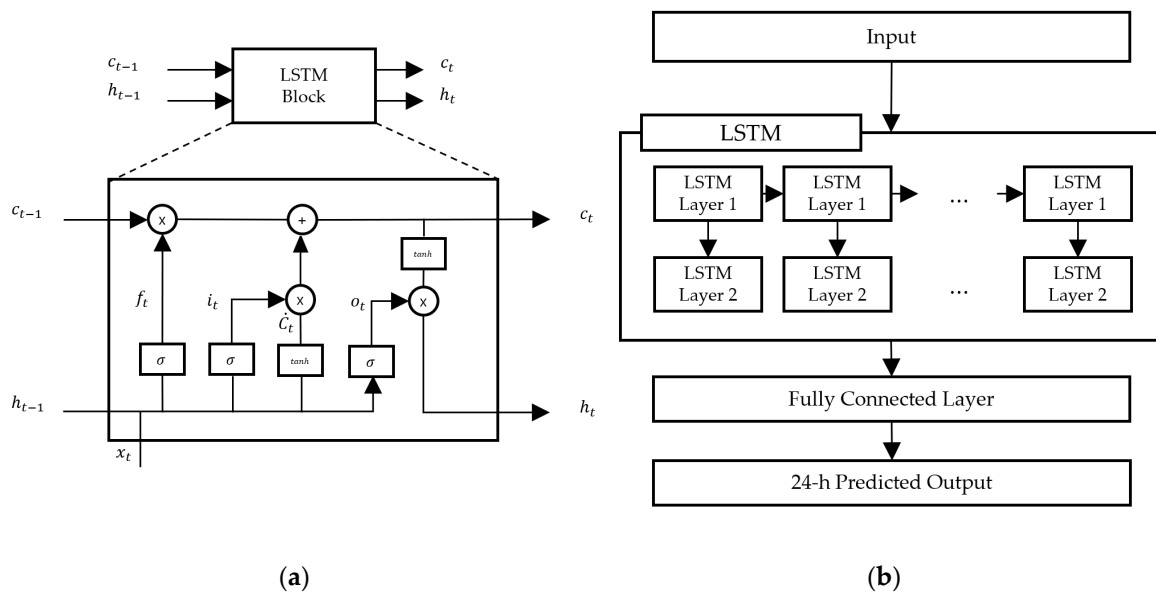 c_{t-1}
h_{t-1}
LSTM
Block
c_t
h_t
c_{t-1}
x
+
c_t
tanh
f_t
i_t
x
o_t
x
Ċ_t
σ
σ
tanh
σ
h_{t-1}
h_t
x_t
(a)
Input
LSTM
LSTM
Layer 1
LSTM
Layer 1
...
LSTM
Layer 1
LSTM
Layer 2
LSTM
Layer 2
...
LSTM
Layer 2
Fully Connected Layer
24-h Predicted Output
(b)